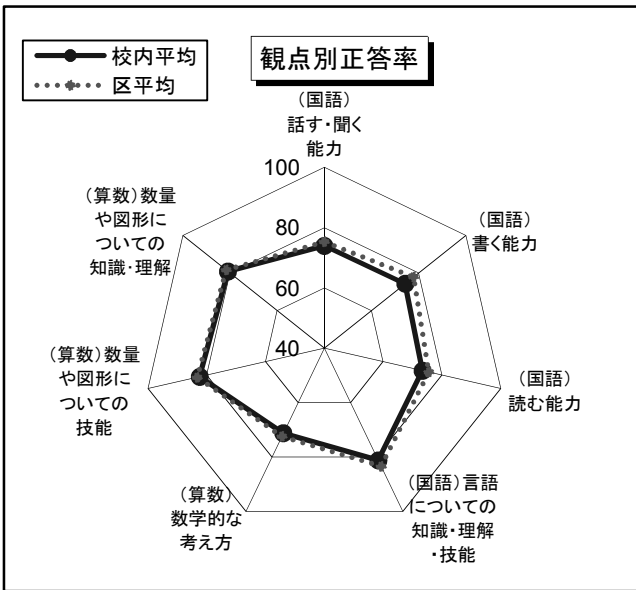 校内平均
区平均
観点別正答率
（国語）
話す・聞く
能力
（国語）
書く能力
（国語）
読む能力
（国語）言語
についての
知識・理解
・技能
（算数）
数学的な
考え方
（算数）数量
や図形に
ついての
技能
（算数）数量
や図形に
ついての
知識・理解
100
80
60
40